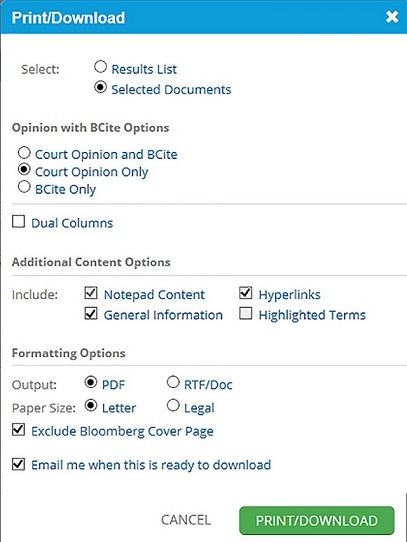 Print/Download
Select: Results List
Selected Documents
Opinion with BCite Options
Court Opinion and BCite
Court Opinion Only
BCite Only
Dual Columns
Additional Content Options
Include: Notepad Content Hyperlinks
General Information Highlighted Terms
Formatting Options
Output: PDF RTF/Doc
Paper Size: Letter Legal
Exclude Bloomberg Cover Page
Email me when this is ready to download
CANCEL PRINT/DOWNLOAD